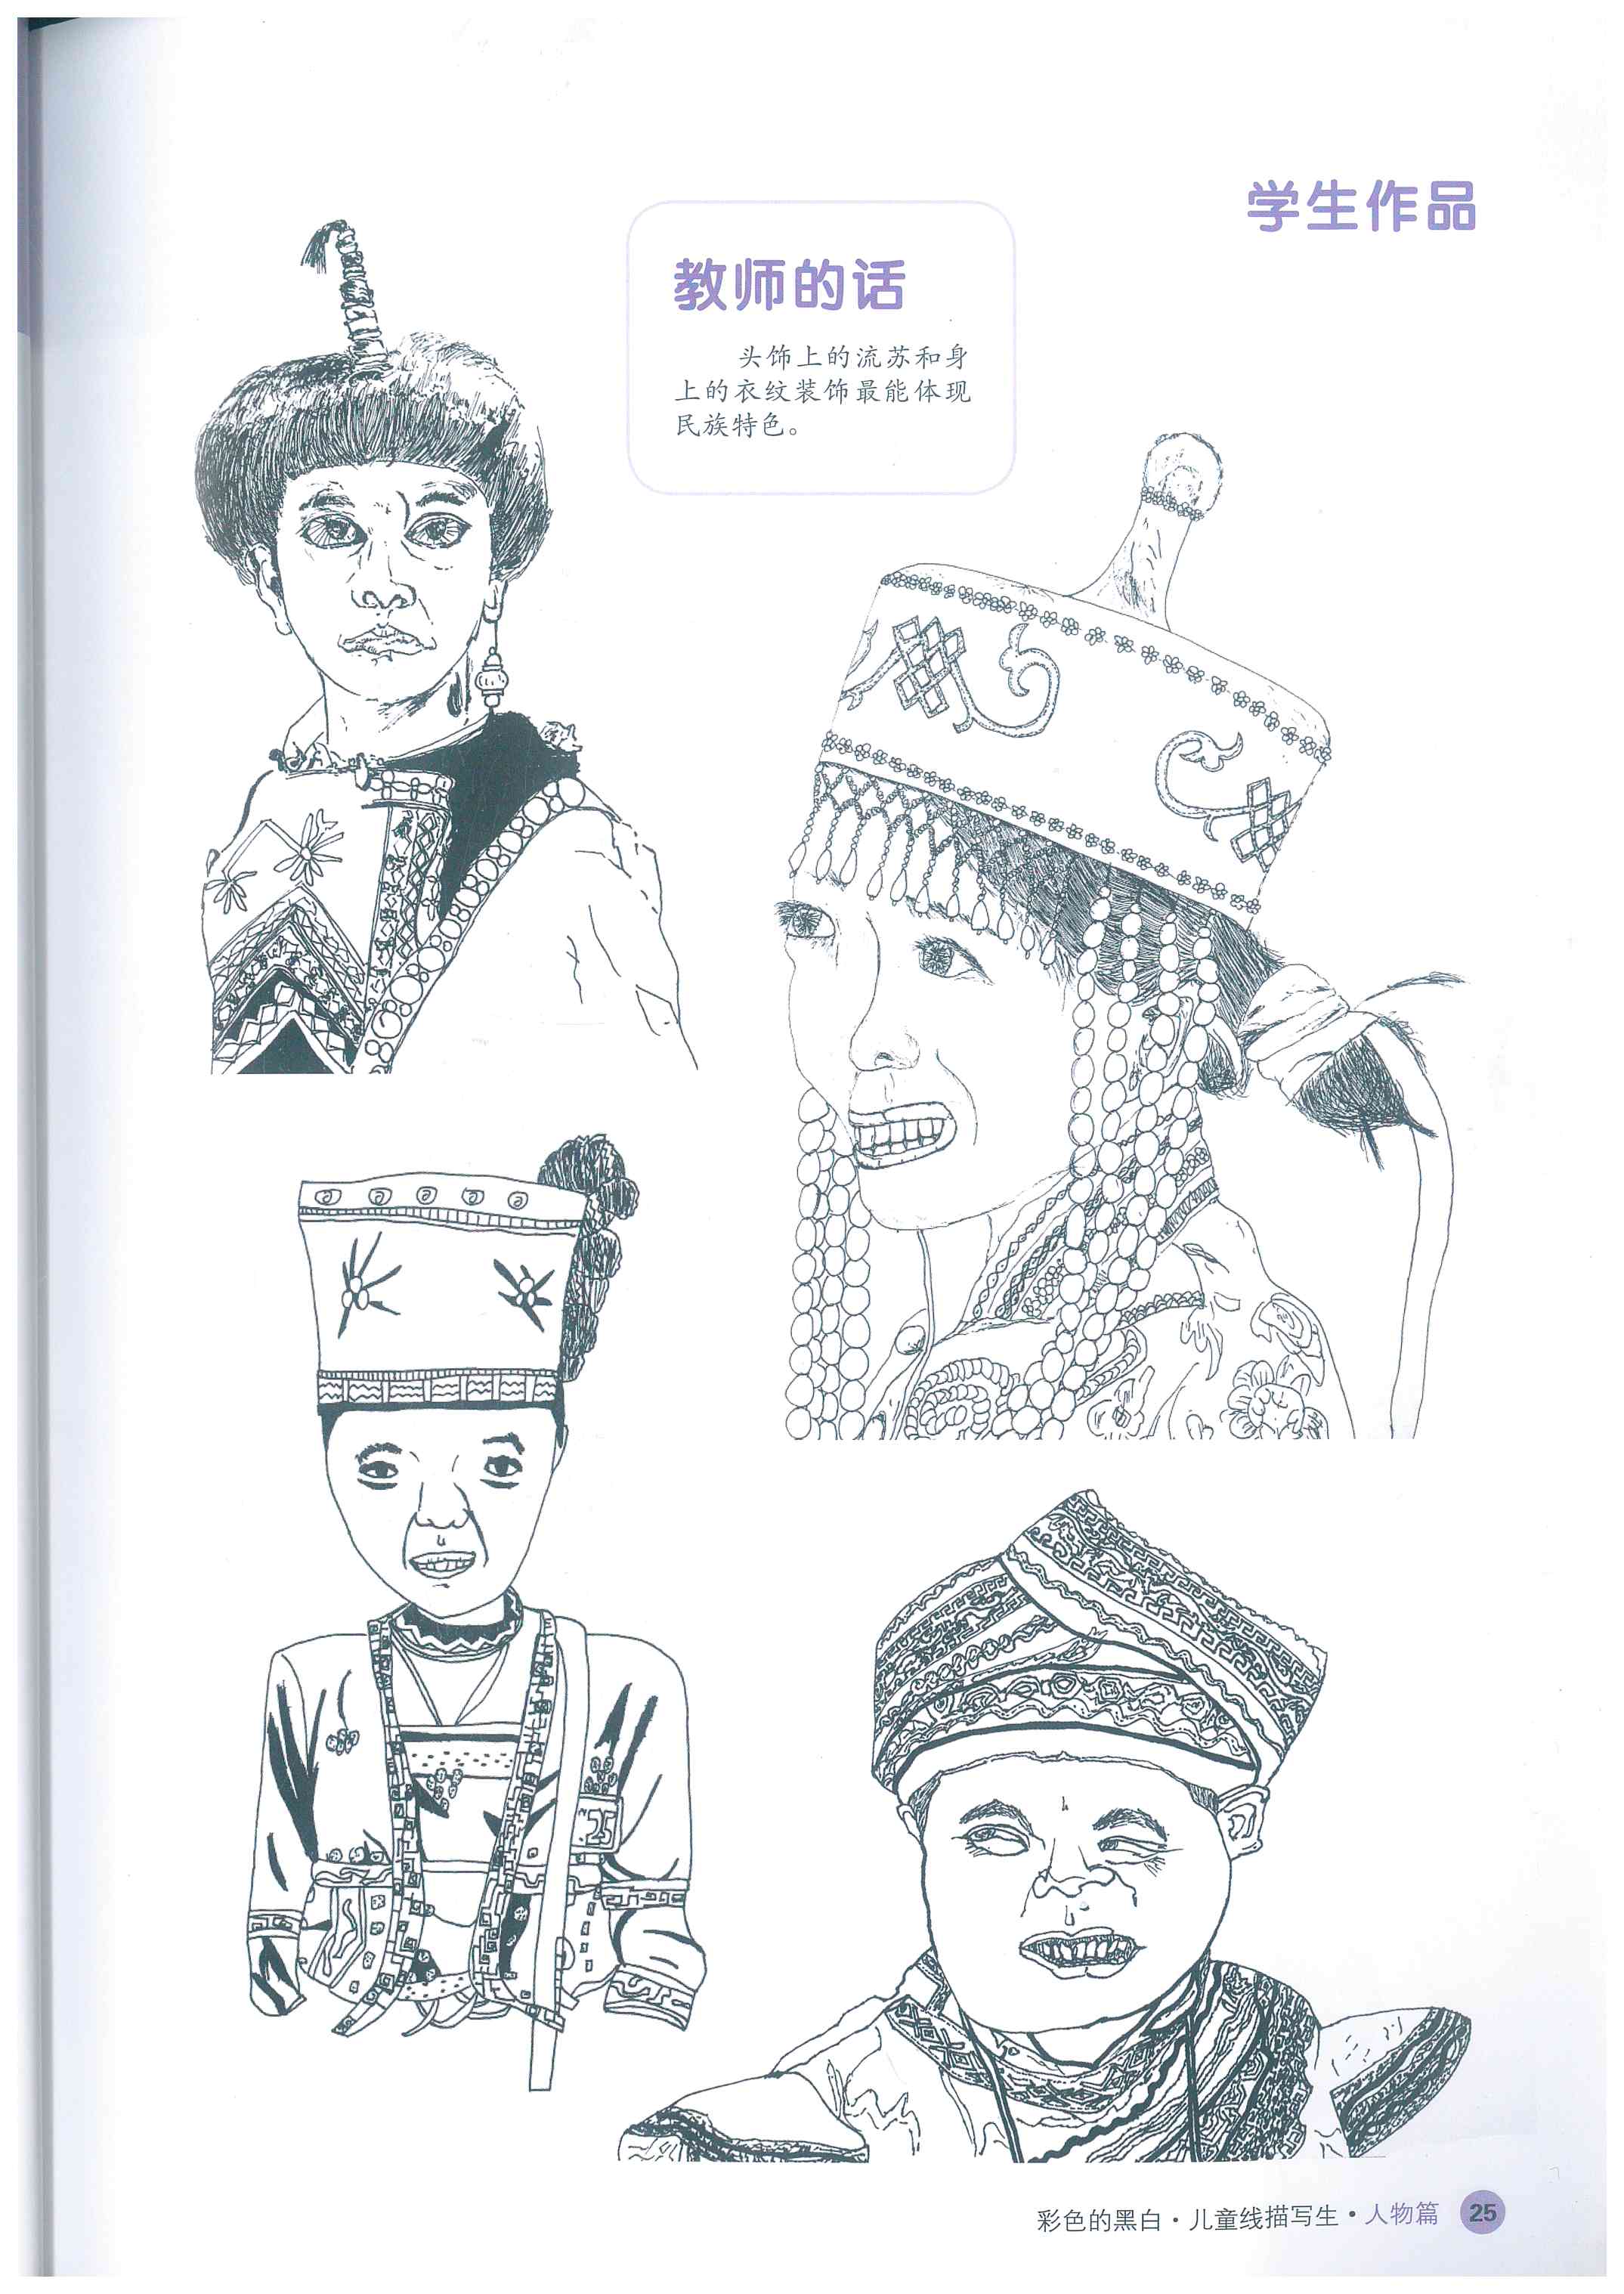 学生作品
教师的话
头饰上的流苏和身
上的衣纹装饰最能体现
民族特色。
彩色的黑白·儿童线描写生·人物篇 25